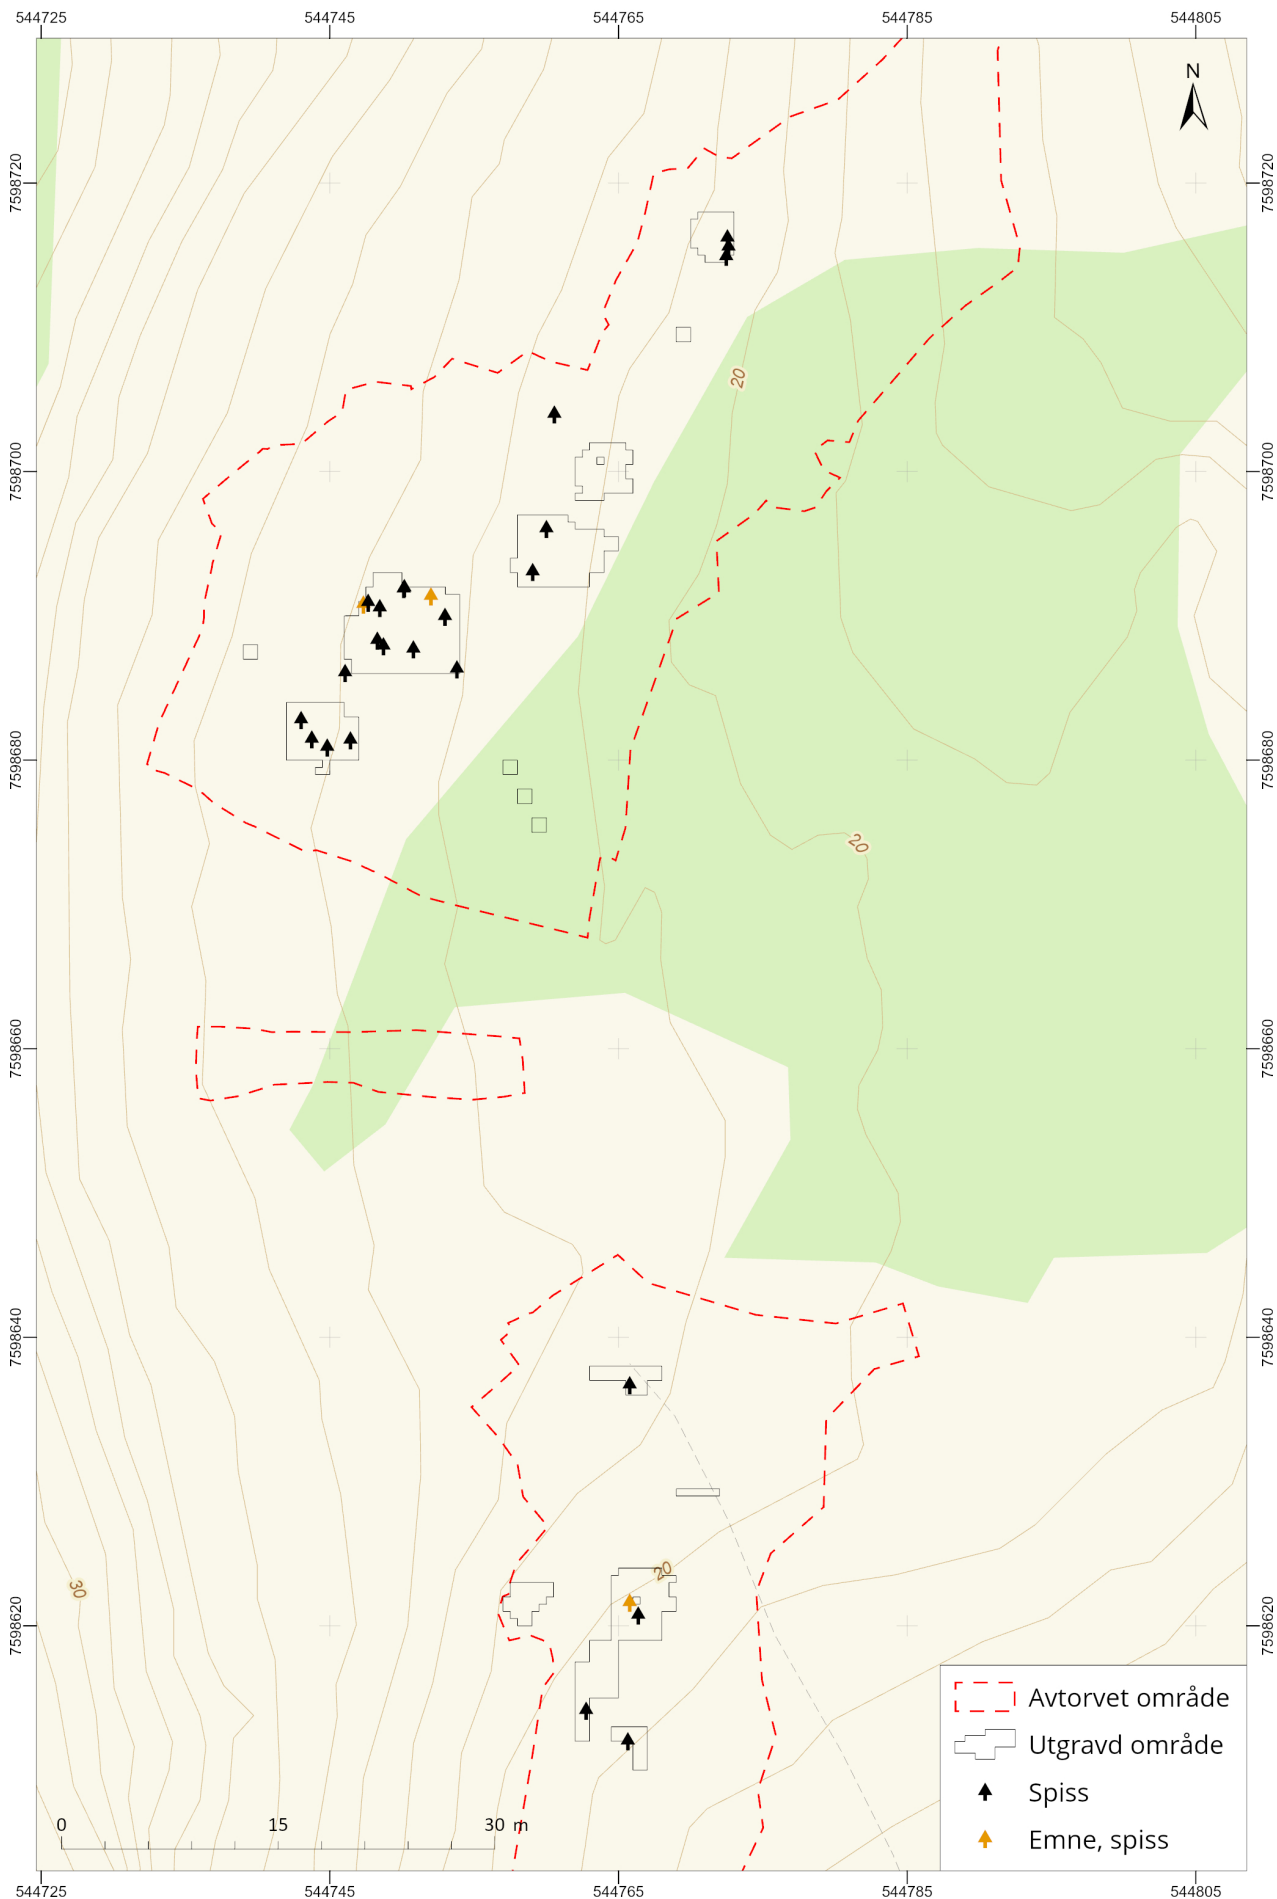 544725 544745 544765 544785 544805
N
7598720 7598720
20
7598700 7598700
7598680 7598680
20
7598660 7598660
7598640 7598640
20
30
7598620 7598620
Avtorvet område
Utgravd område
Spiss
Emne, spiss
0 15 30 m
544725 544745 544765 544785 544805